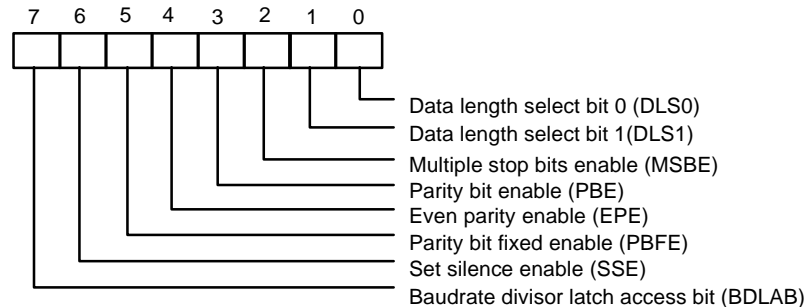 7 6 5 4 3 2 1 0
Data length select bit 0 (DLS0)
Data length select bit 1(DLS1)
Multiple stop bits enable (MSBE)
Parity bit enable (PBE)
Even parity enable (EPE)
Parity bit fixed enable (PBFE)
Set silence enable (SSE)
Baudrate divisor latch access bit (BDLAB)